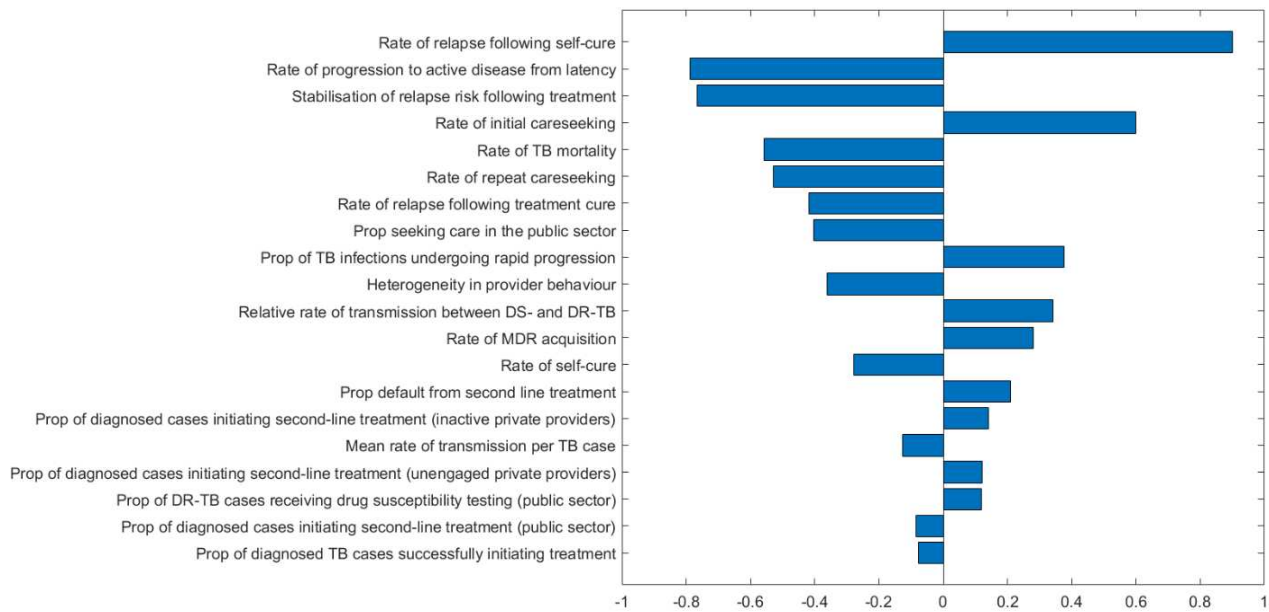 Rate of relapse following self-cure
Rate of progression to active disease from latency
Stabilisation of relapse risk following treatment
Rate of initial careseeking
Rate of TB mortality
Rate of repeat careseeking
Rate of relapse following treatment cure
Prop seeking care in the public sector
Prop of TB infections undergoing rapid progression
Heterogeneity in provider behaviour
Relative rate of transmission between DS- and DR-TB
Rate of MDR acquisition
Rate of self-cure
Prop default from second line treatment
Prop of diagnosed cases initiating second-line treatment (inactive private providers)
Mean rate of transmission per TB case
Prop of diagnosed cases initiating second-line treatment (unengaged private providers)
Prop of DR-TB cases receiving drug susceptibility testing (public sector)
Prop of diagnosed cases initiating second-line treatment (public sector)
Prop of diagnosed TB cases successfully initiating treatment
-1 -0.8 -0.6 -0.4 -0.2 0 0.2 0.4 0.6 0.8 1